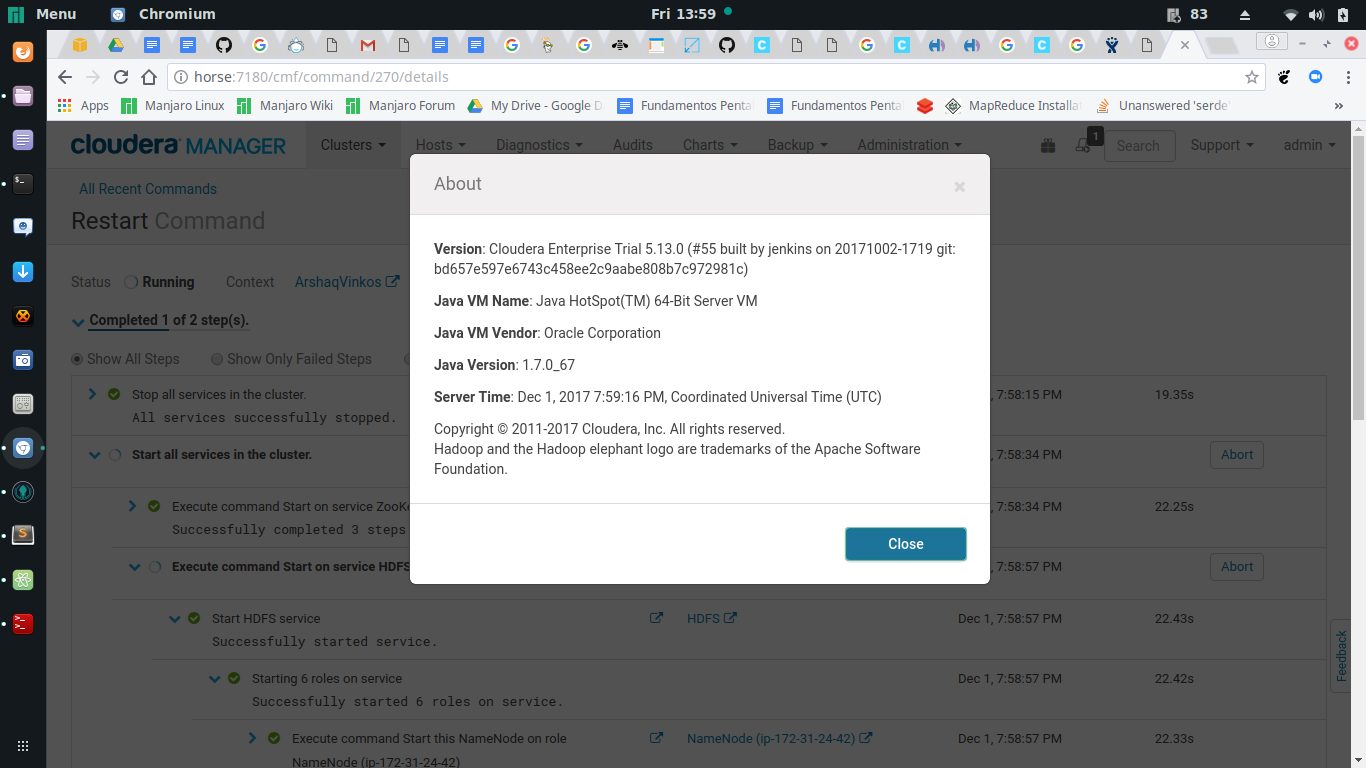 Menu Chromium Fri 13:59 83
horse:7180/cmf/command/270/details
Apps Manjaro Linux Manjaro Wiki Manjaro Forum My Drive - Google D Fundamentos Penta Fundamentos Penta MapReduce Installa Unanswered 'serde' »
cloudera MANAGER Clusters Hosts Diagnostics Audits Charts Backup Administration 1 Search Support admin
All Recent Commands
Restart Command
Status Running Context ArshaqVinkos
Completed 1 of 2 step(s).
Show All Steps Show Only Failed Steps
Stop all services in the cluster. 7:58:15 PM 19.35s
All services successfully stopped.
Start all services in the cluster. 7:58:34 PM Abort
Execute command Start on service ZooKe 7:58:34 PM 22.25s
Successfully completed 3 steps
Execute command Start on service HDFS 7:58:57 PM Abort
Start HDFS service HDFS Dec 1, 7:58:57 PM 22.43s
Successfully started service.
Starting 6 roles on service Dec 1, 7:58:57 PM 22.42s
Successfully started 6 roles on service.
Execute command Start this NameNode on role NameNode (ip-172-31-24-42) Dec 1, 7:58:57 PM 22.33s
NameNode (ip-172-31-24-42)
Feedback
About ×
Version: Cloudera Enterprise Trial 5.13.0 (#55 built by jenkins on 20171002-1719 git:
bd657e597e6743c458ee2c9aabe808b7c972981c)
Java VM Name: Java HotSpot(TM) 64-Bit Server VM
Java VM Vendor: Oracle Corporation
Java Version: 1.7.0_67
Server Time: Dec 1, 2017 7:59:16 PM, Coordinated Universal Time (UTC)
Copyright © 2011-2017 Cloudera, Inc. All rights reserved.
Hadoop and the Hadoop elephant logo are trademarks of the Apache Software
Foundation.
Close